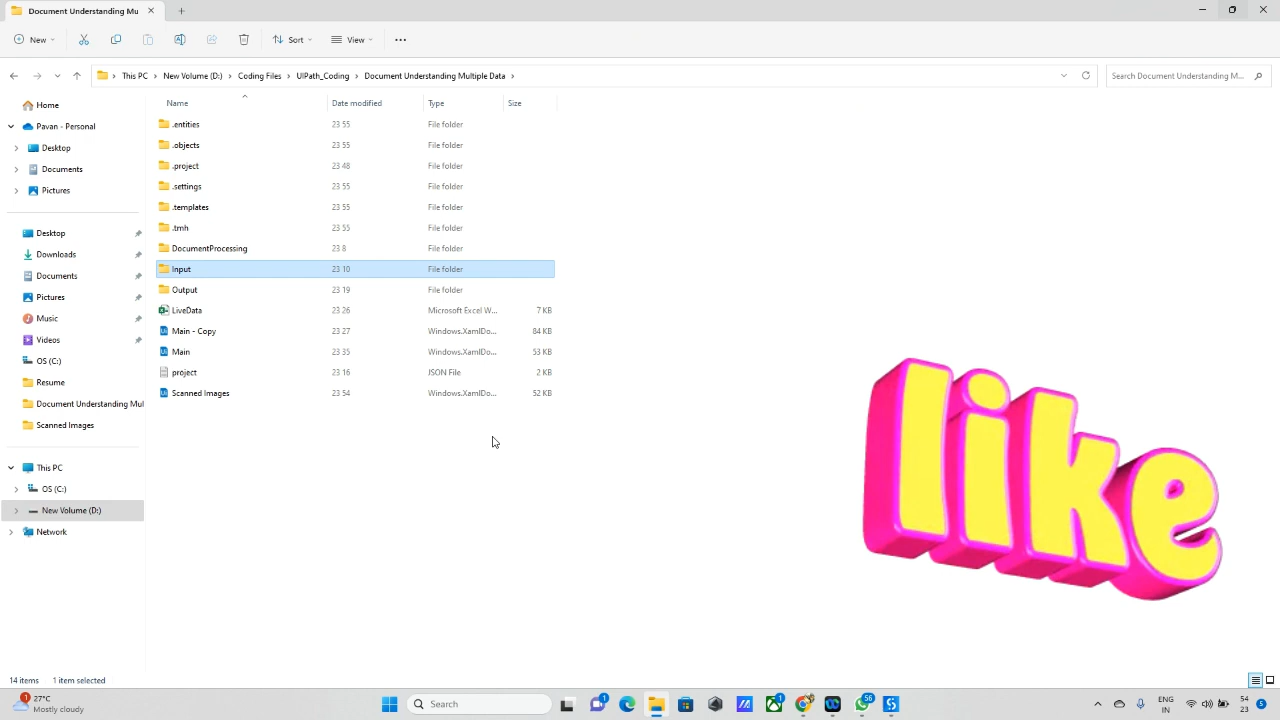 Document Understanding Mu
New
Sort
View
This PC > New Volume (D:) > Coding Files > UIPath_Coding > Document Understanding Multiple Data >
Search Document Understanding M...
Name Date modified Type Size
Home
Pavan - Personal
Desktop
Documents
Pictures
Desktop
Downloads
Documents
Pictures
Music
Videos
OS (C:)
Resume
Document Understanding Mul
Scanned Images
This PC
OS (C:)
New Volume (D:)
Network
.entities 23 55 File folder
.objects 23 55 File folder
.project 23 48 File folder
.settings 23 55 File folder
.templates 23 55 File folder
.tmh 23 55 File folder
DocumentProcessing 23 8 File folder
Input 23 10 File folder
Output 23 19 File folder
LiveData 23 26 Microsoft Excel W... 7 KB
Main - Copy 23 27 Windows.XamlDo... 84 KB
Main 23 35 Windows.XamlDo... 53 KB
project 23 16 JSON File 2 KB
Scanned Images 23 54 Windows.XamlDo... 52 KB
like
14 items 1 item selected
1
27°C
Mostly cloudy
Search
1
1
56
ENG
IN
54
23
5